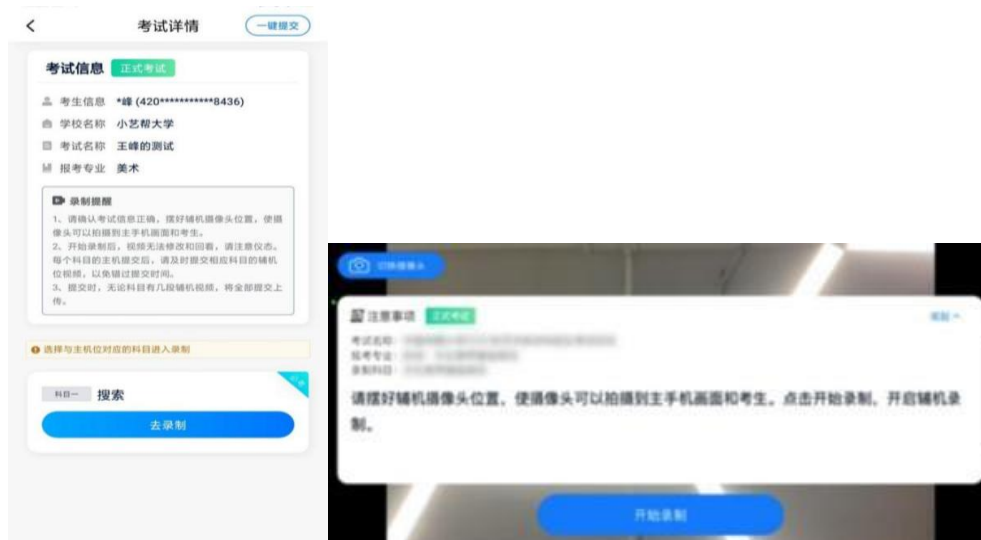 考试详情
一键提交
考试信息 正式考试
考生信息 *峰 (420***********8436)
学校名称 小艺帮大学
考试名称 王峰的测试
报考专业 美术
录制提醒
1、请确认考试信息正确，摆好辅机摄像头位置，使摄
像头可以拍摄到主手机画面和考生。
2、开始录制后，视频无法修改和回看，请注意仪态。
每个科目的主机提交后，请及时提交相应科目的辅机
位视频，以免错过提交时间。
3、提交时，无论科目有几段辅机视频，将全部提交上
传。
选择与主机位对应的科目进入录制
科目一 搜索
去录制
切换摄像头
注意事项 正式考试
考试名称
报考专业
录制科目
请摆好辅机摄像头位置，使摄像头可以拍摄到主手机画面和考生。点击开始录制，开启辅机录
制。
开始录制